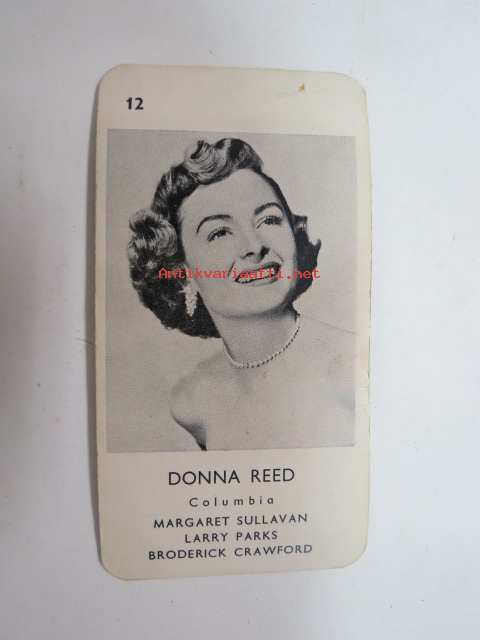 12
Antikvariaatti.net
DONNA REED
Columbia
MARGARET SULLAVAN
LARRY PARKS
BRODERICK CRAWFORD